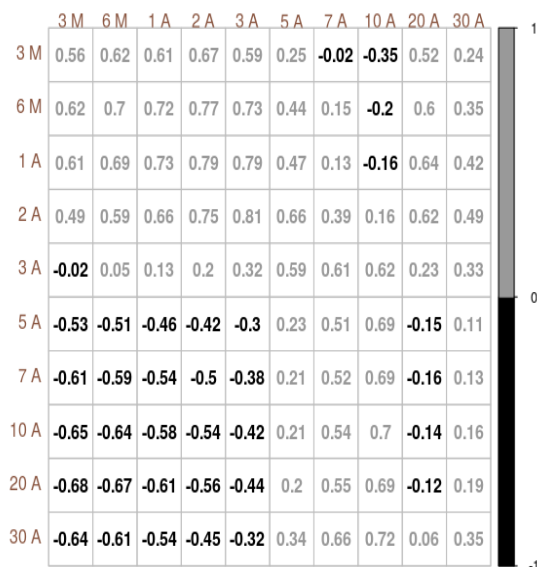 3 M 6 M 1 A 2 A 3 A 5 A 7 A 10 A 20 A 30 A
1
3 M 0.56 0.62 0.61 0.67 0.59 0.25 -0.02 -0.35 0.52 0.24
6 M 0.62 0.7 0.72 0.77 0.73 0.44 0.15 -0.2 0.6 0.35
1 A 0.61 0.69 0.73 0.79 0.79 0.47 0.13 -0.16 0.64 0.42
2 A 0.49 0.59 0.66 0.75 0.81 0.66 0.39 0.16 0.62 0.49
3 A -0.02 0.05 0.13 0.2 0.32 0.59 0.61 0.62 0.23 0.33
0
5 A -0.53 -0.51 -0.46 -0.42 -0.3 0.23 0.51 0.69 -0.15 0.11
7 A -0.61 -0.59 -0.54 -0.5 -0.38 0.21 0.52 0.69 -0.16 0.13
10 A -0.65 -0.64 -0.58 -0.54 -0.42 0.21 0.54 0.7 -0.14 0.16
20 A -0.68 -0.67 -0.61 -0.56 -0.44 0.2 0.55 0.69 -0.12 0.19
30 A -0.64 -0.61 -0.54 -0.45 -0.32 0.34 0.66 0.72 0.06 0.35
-1